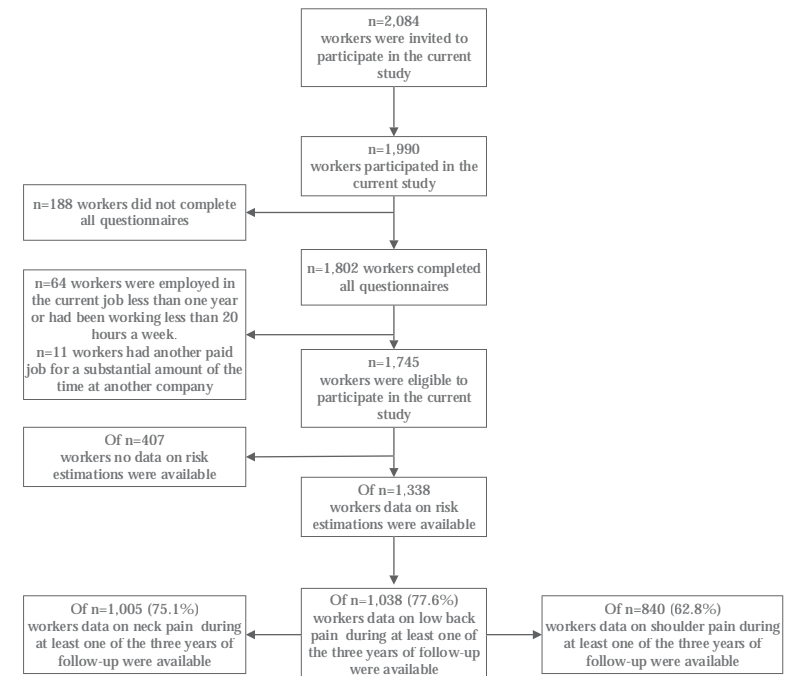 n=2,084
workers were invited to
participate in the current
study
n=1,990
workers participated in the
current study
n=188 workers did not complete
all questionnaires
n=1,802 workers completed
all questionnaires
n=64 workers were employed in
the current job less than one year
or had been working less than 20
hours a week.
n=11 workers had another paid
job for a substantial amount of the
time at another company
n=1,745
workers were eligible to
participate in the current
study
Of n=407
workers no data on risk
estimations were available
Of n=1,338
workers data on risk
estimations were available
Of n=1,005 (75.1%)
workers data on neck pain during
at least one of the three years of
follow-up were available
Of n=1,038 (77.6%)
workers data on low back
pain during at least one of
the three years of follow-up
were available
Of n=840 (62.8%)
workers data on shoulder pain during
at least one of the three years of
follow-up were available